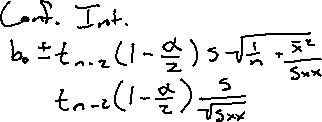 Conf. Int.
b₀ ± t_{n-2}(1 - α/2) s √(1/n + x̄²/Sxx)
t_{n-2}(1 - α/2) s/√Sxx